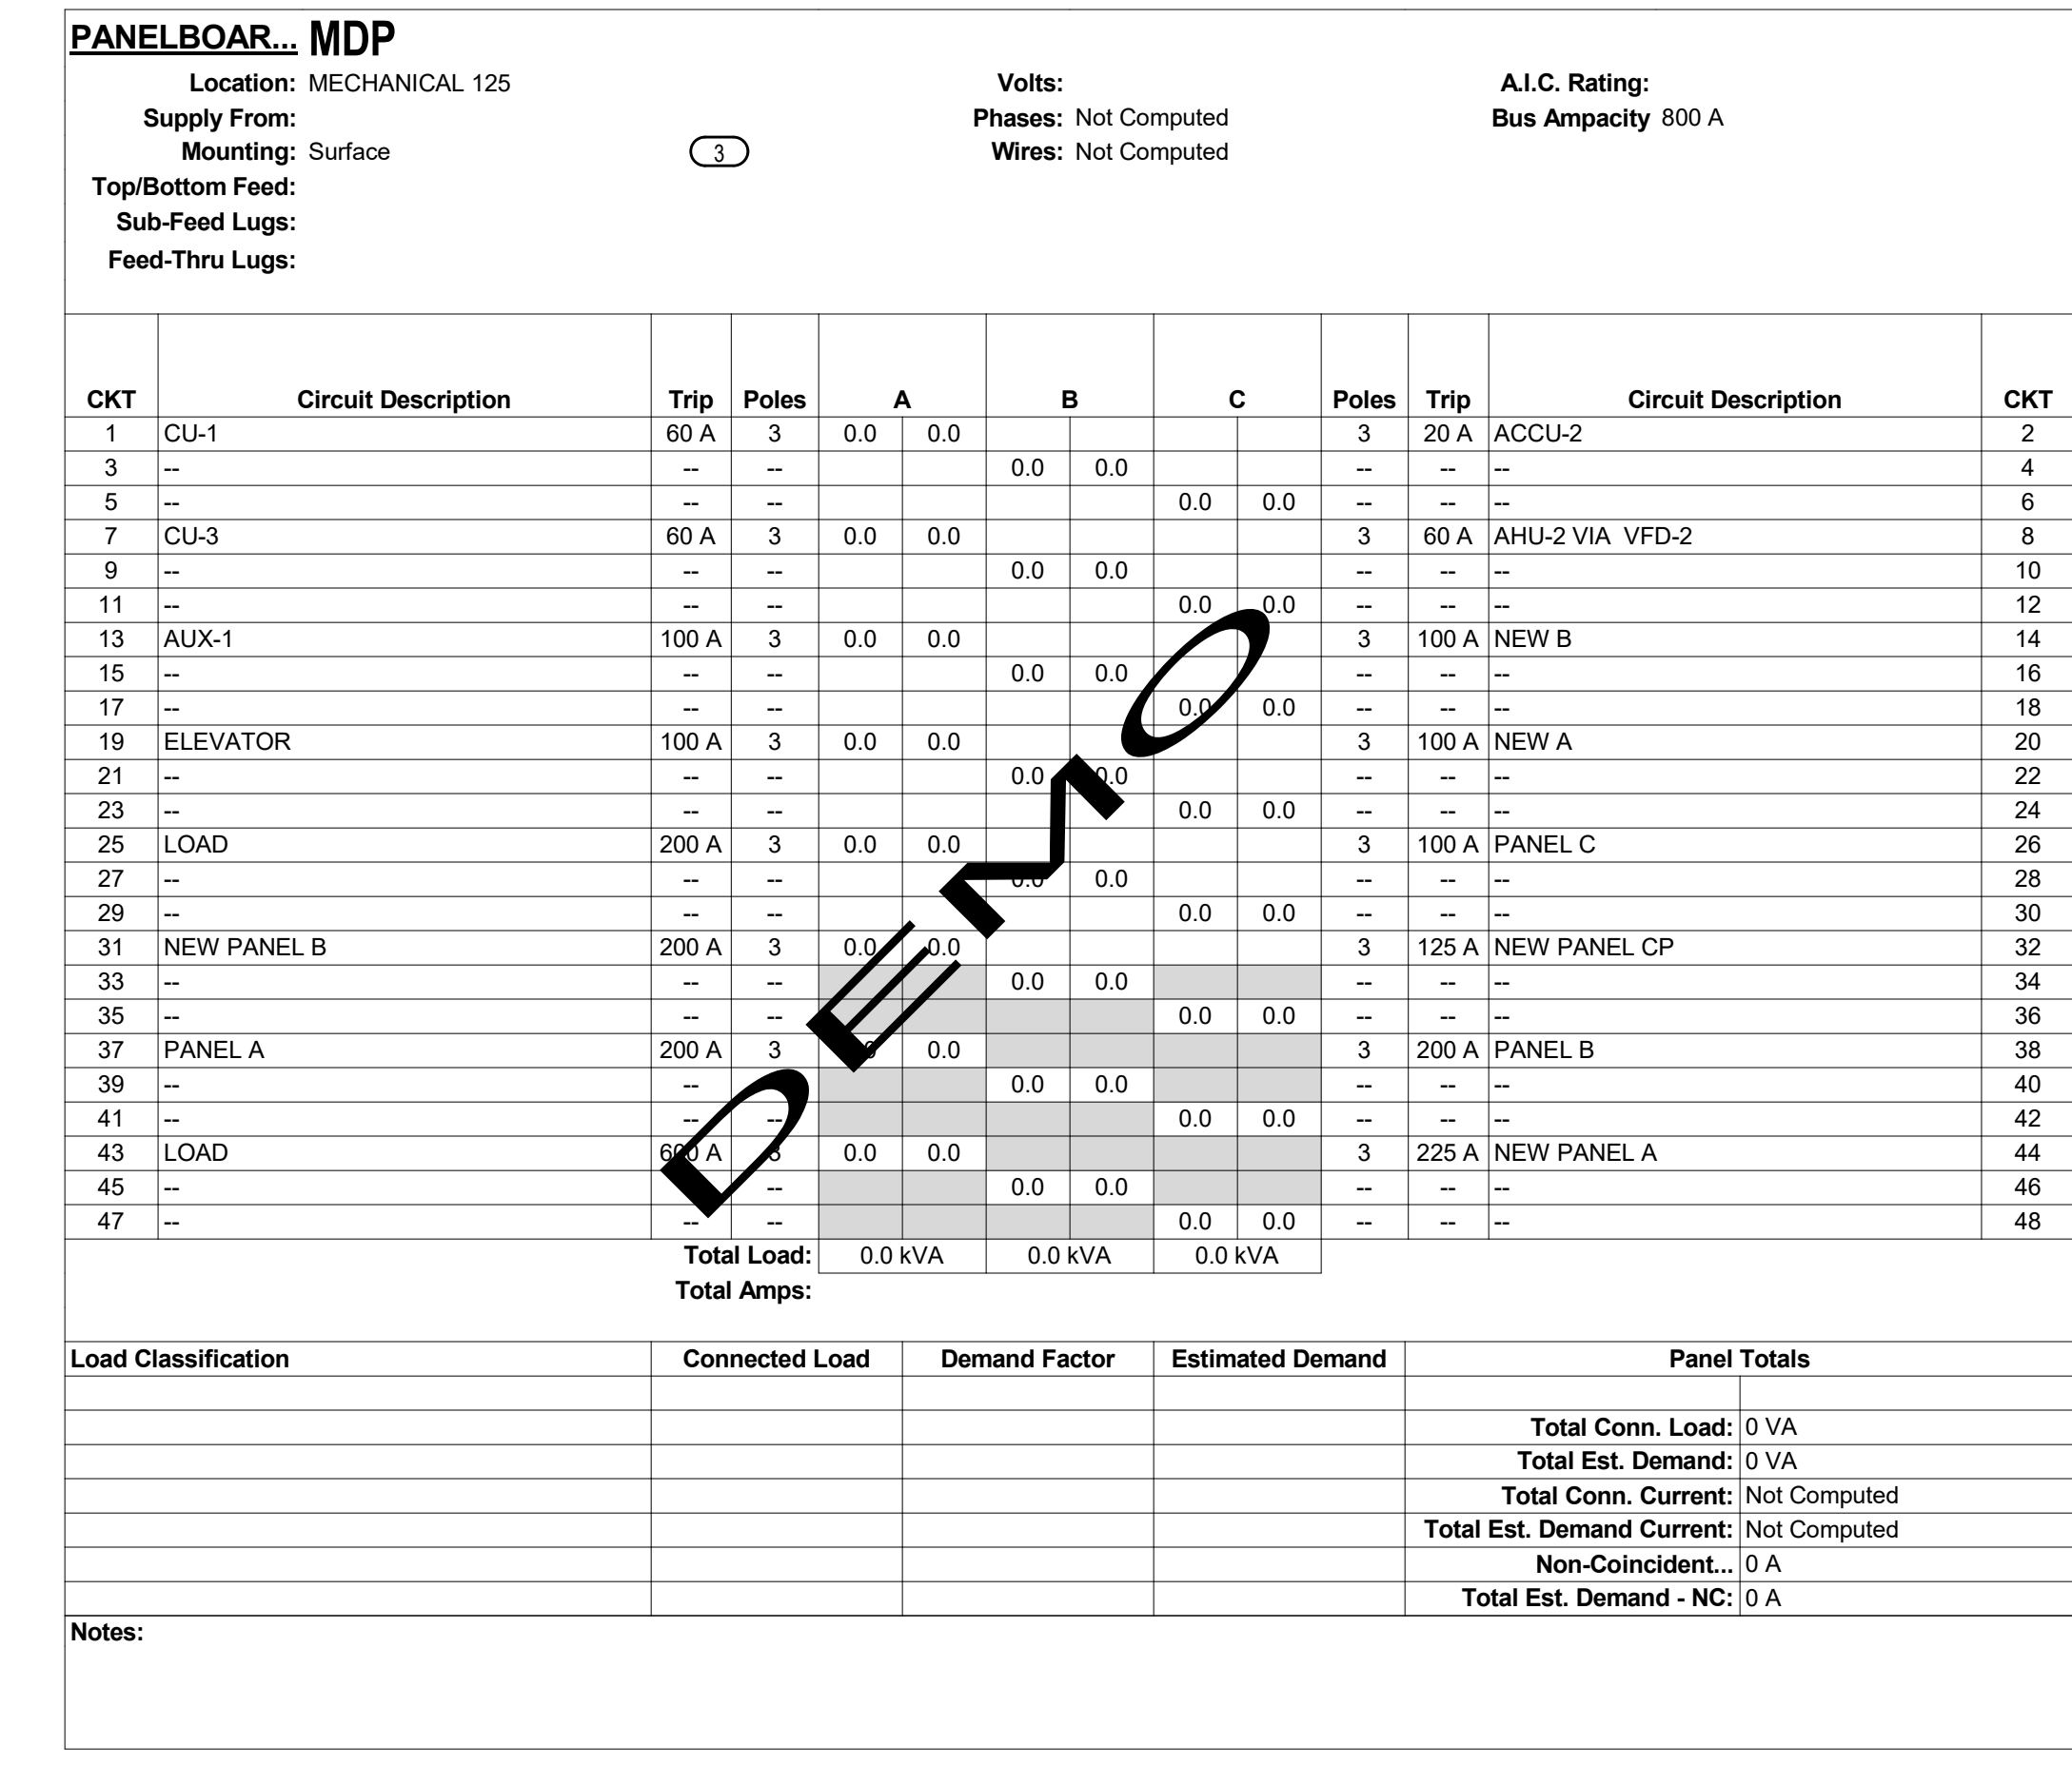 PANELBOAR... MDP
Location: MECHANICAL 125 Volts: A.I.C. Rating:
Supply From: Phases: Not Computed Bus Ampacity 800 A
Mounting: Surface 3 Wires: Not Computed
Top/Bottom Feed:
Sub-Feed Lugs:
Feed-Thru Lugs:
CKT Circuit Description Trip Poles A B C Poles Trip Circuit Description CKT
1 CU-1 60 A 3 0.0 0.0 3 20 A ACCU-2 2
3 -- -- -- 0.0 0.0 -- -- -- 4
5 -- -- -- 0.0 0.0 -- -- -- 6
7 CU-3 60 A 3 0.0 0.0 3 60 A AHU-2 VIA VFD-2 8
9 -- -- -- 0.0 0.0 -- -- -- 10
11 -- -- -- 0.0 0.0 -- -- -- 12
13 AUX-1 100 A 3 0.0 0.0 3 100 A NEW B 14
15 -- -- -- 0.0 0.0 -- -- -- 16
17 -- -- -- 0.0 0.0 -- -- -- 18
19 ELEVATOR 100 A 3 0.0 0.0 3 100 A NEW A 20
21 -- -- -- 0.0 0.0 -- -- -- 22
23 -- -- -- 0.0 0.0 -- -- -- 24
25 LOAD 200 A 3 0.0 0.0 3 100 A PANEL C 26
27 -- -- -- 0.0 0.0 -- -- -- 28
29 -- -- -- 0.0 0.0 -- -- -- 30
31 NEW PANEL B 200 A 3 0.0 0.0 3 125 A NEW PANEL CP 32
33 -- -- -- 0.0 0.0 -- -- -- 34
35 -- -- -- 0.0 0.0 -- -- -- 36
37 PANEL A 200 A 3 0.0 3 200 A PANEL B 38
39 -- -- 0.0 0.0 -- -- -- 40
41 -- -- -- 0.0 0.0 -- -- -- 42
43 LOAD 600 A 3 0.0 0.0 3 225 A NEW PANEL A 44
45 -- -- 0.0 0.0 -- -- -- 46
47 -- -- -- 0.0 0.0 -- -- -- 48
Total Load: 0.0 kVA 0.0 kVA 0.0 kVA
Total Amps:
DEMO
Load Classification Connected Load Demand Factor Estimated Demand Panel Totals
Total Conn. Load: 0 VA
Total Est. Demand: 0 VA
Total Conn. Current: Not Computed
Total Est. Demand Current: Not Computed
Non-Coincident... 0 A
Total Est. Demand - NC: 0 A
Notes: